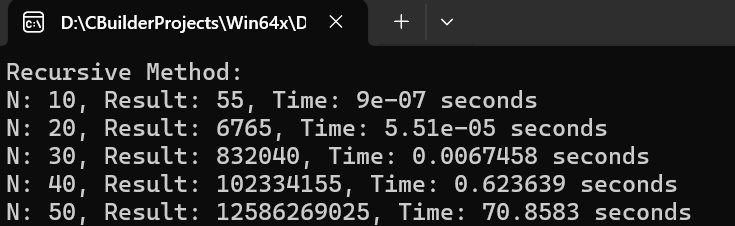 D:\CBuilderProjects\Win64x\D
Recursive Method:
N: 10, Result: 55, Time: 9e-07 seconds
N: 20, Result: 6765, Time: 5.51e-05 seconds
N: 30, Result: 832040, Time: 0.0067458 seconds
N: 40, Result: 102334155, Time: 0.623639 seconds
N: 50, Result: 12586269025, Time: 70.8583 seconds